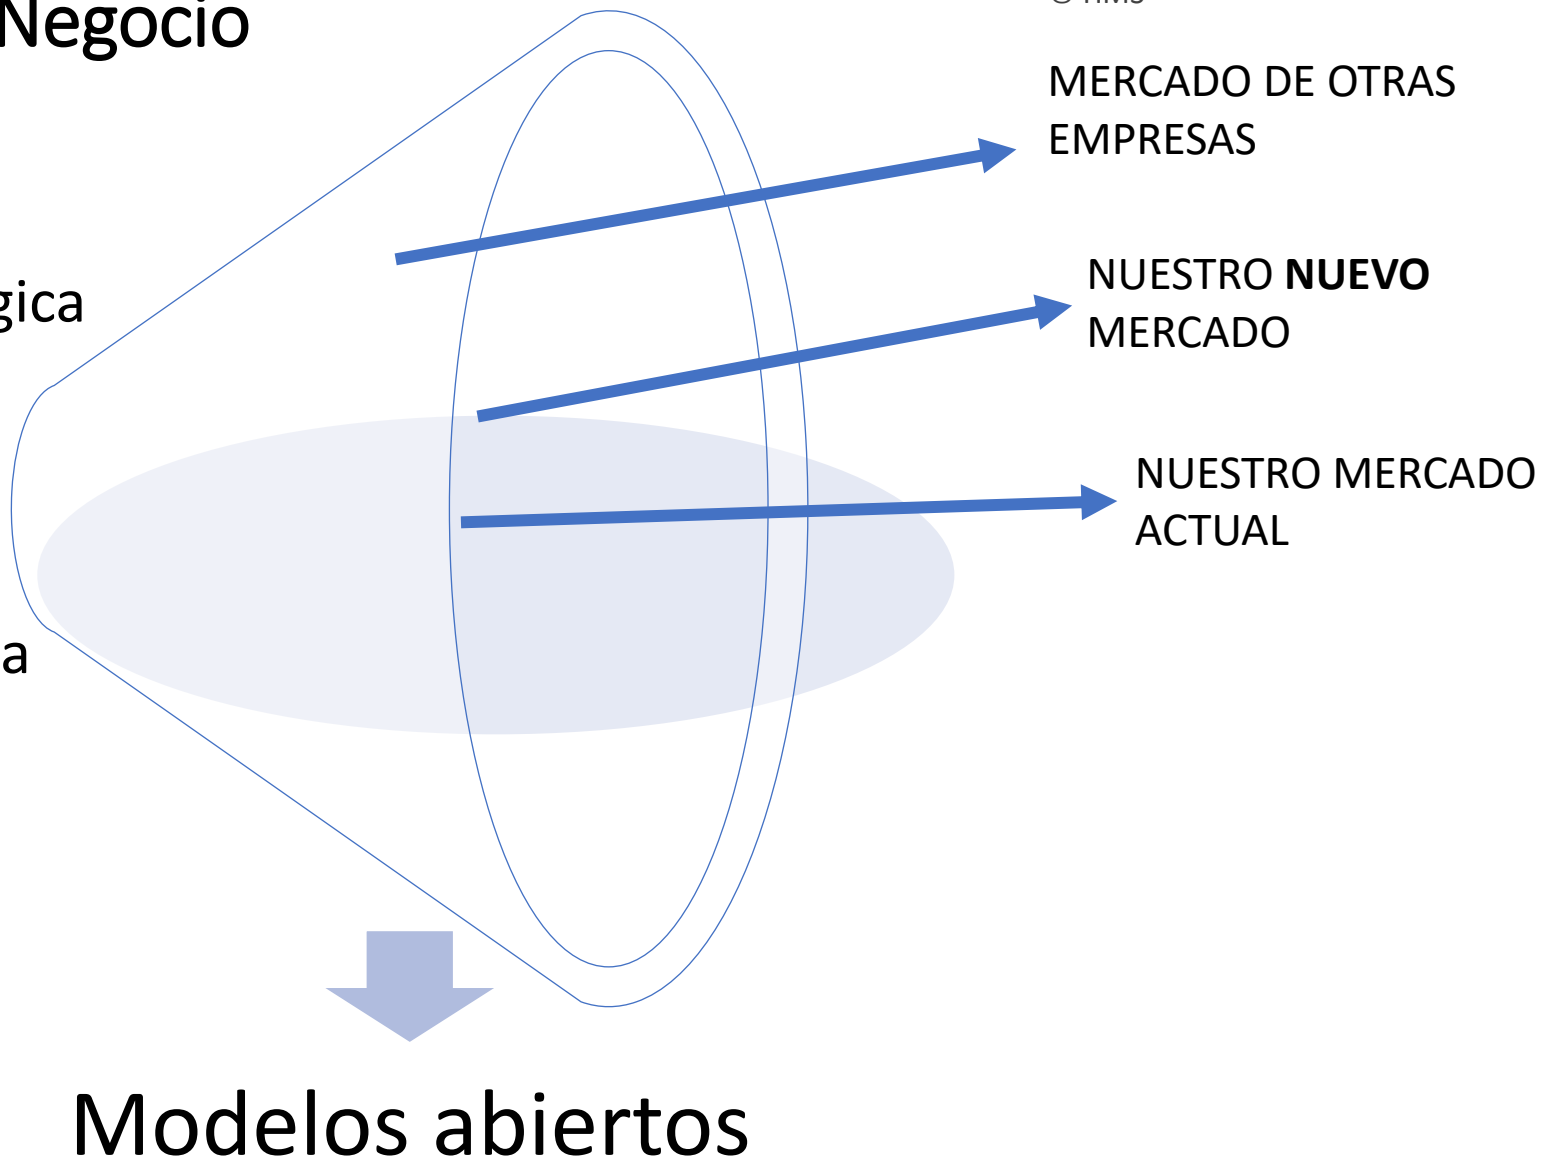 Negocio
MERCADO DE OTRAS
EMPRESAS
gica
NUESTRO NUEVO
MERCADO
NUESTRO MERCADO
ACTUAL
a
Modelos abiertos